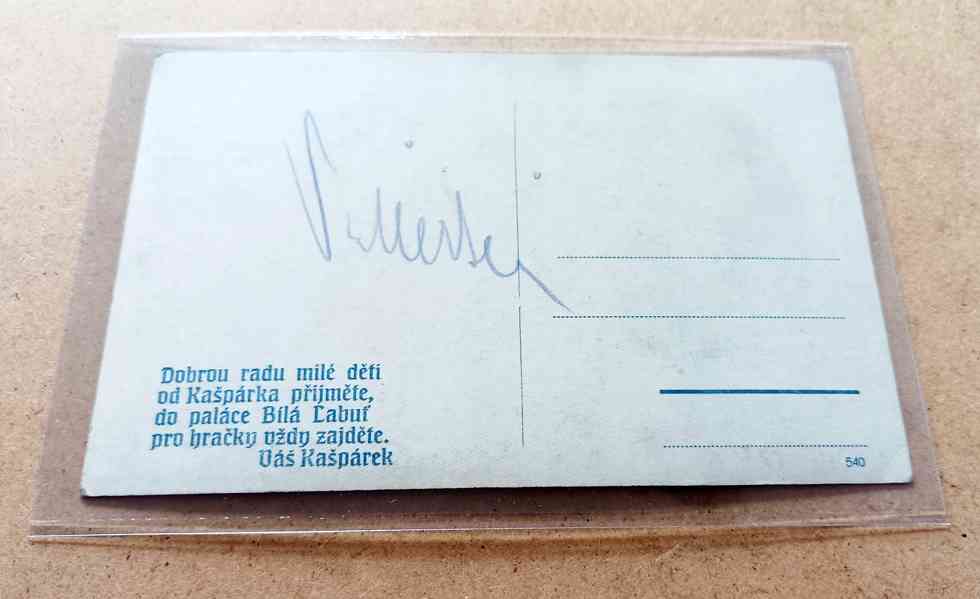 Dobrou radu milé děti
od Kašpárka přijměte,
do paláce Bílá Labuť
pro hračky vždy zajděte.
Váš Kašpárek
540